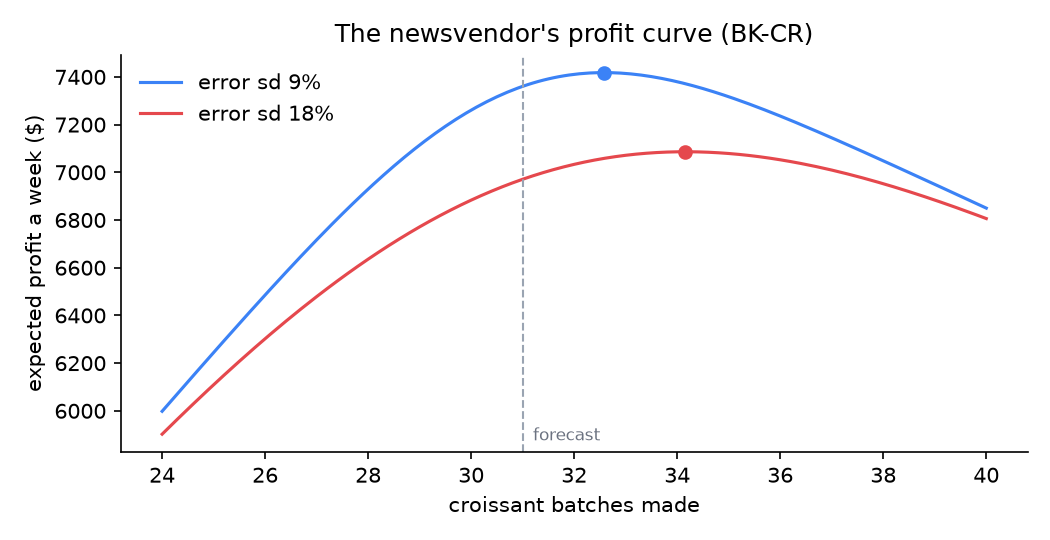 The newsvendor's profit curve (BK-CR)
error sd 9%
error sd 18%
expected profit a week ($)
7400
7200
7000
6800
6600
6400
6200
6000
forecast
24 26 28 30 32 34 36 38 40
croissant batches made